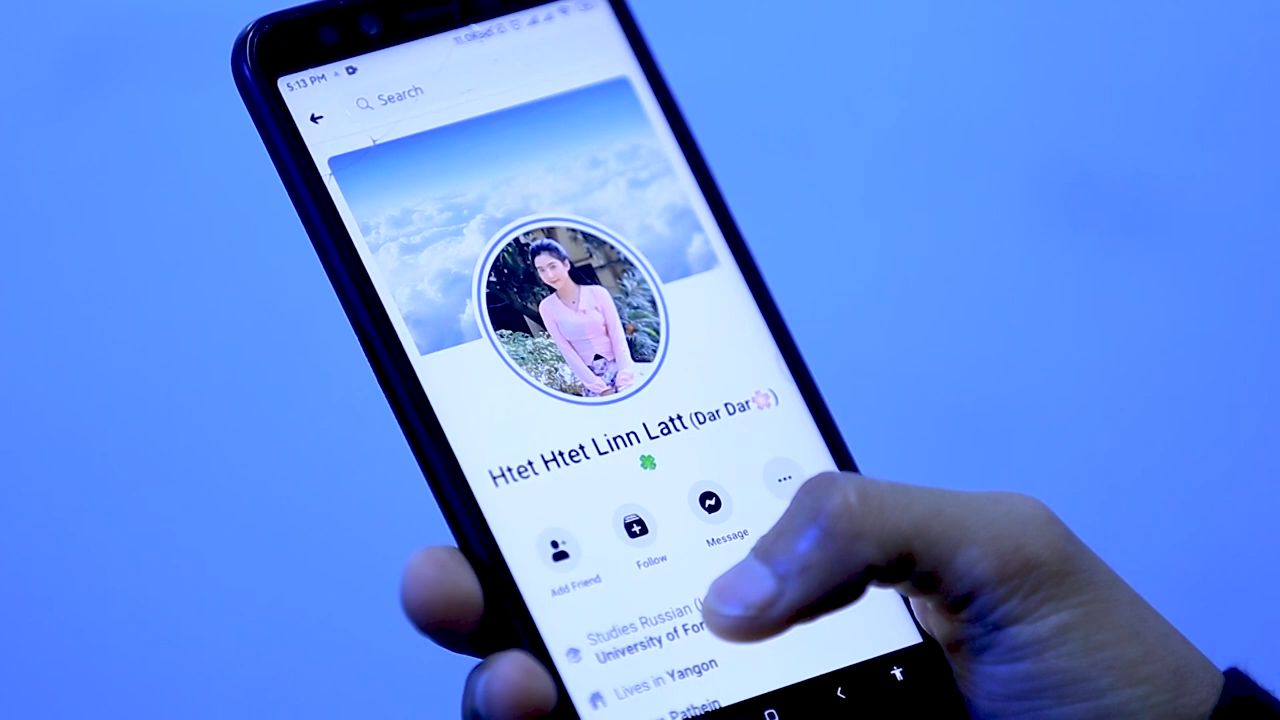 5:13 PM
Search
Htet Htet Linn Latt (Dar Dar🌸)
🍀
Add Friend
Follow
Message
Studies Russian (
University of For
Lives in Yangon
Pathein